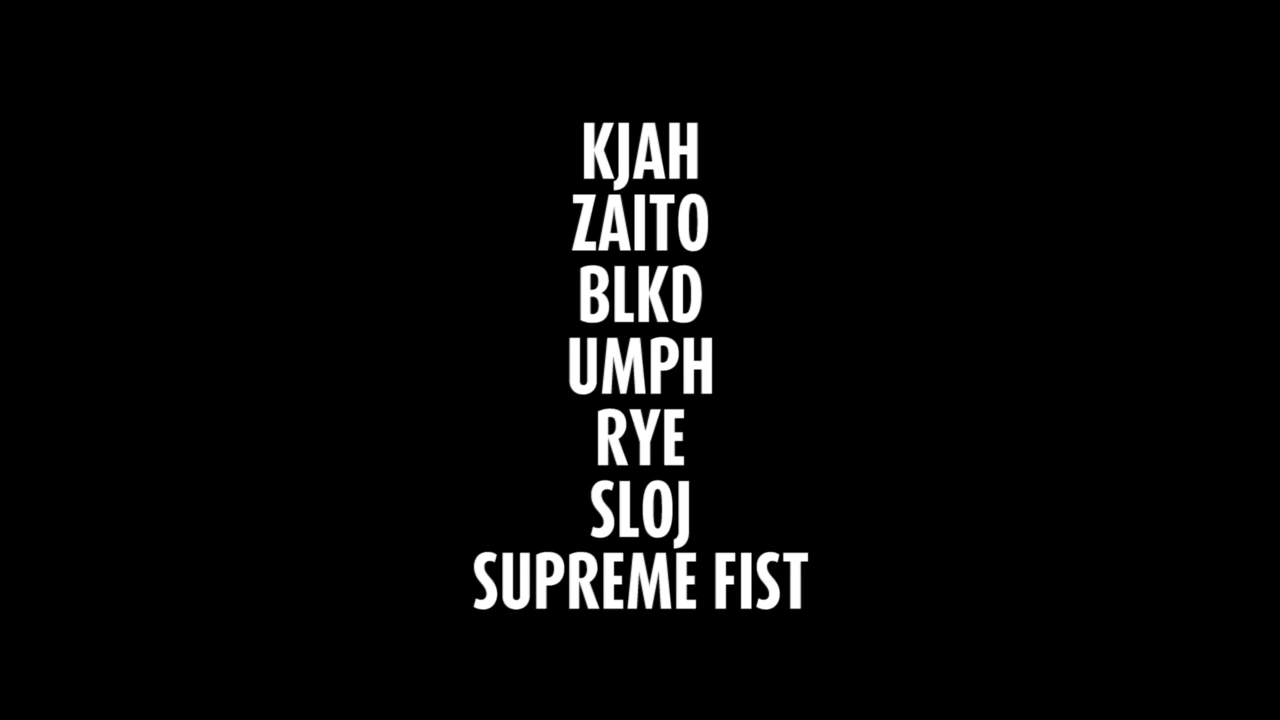 KJAH
ZAITO
BLKD
UMPH
RYE
SLOJ
SUPREME FIST